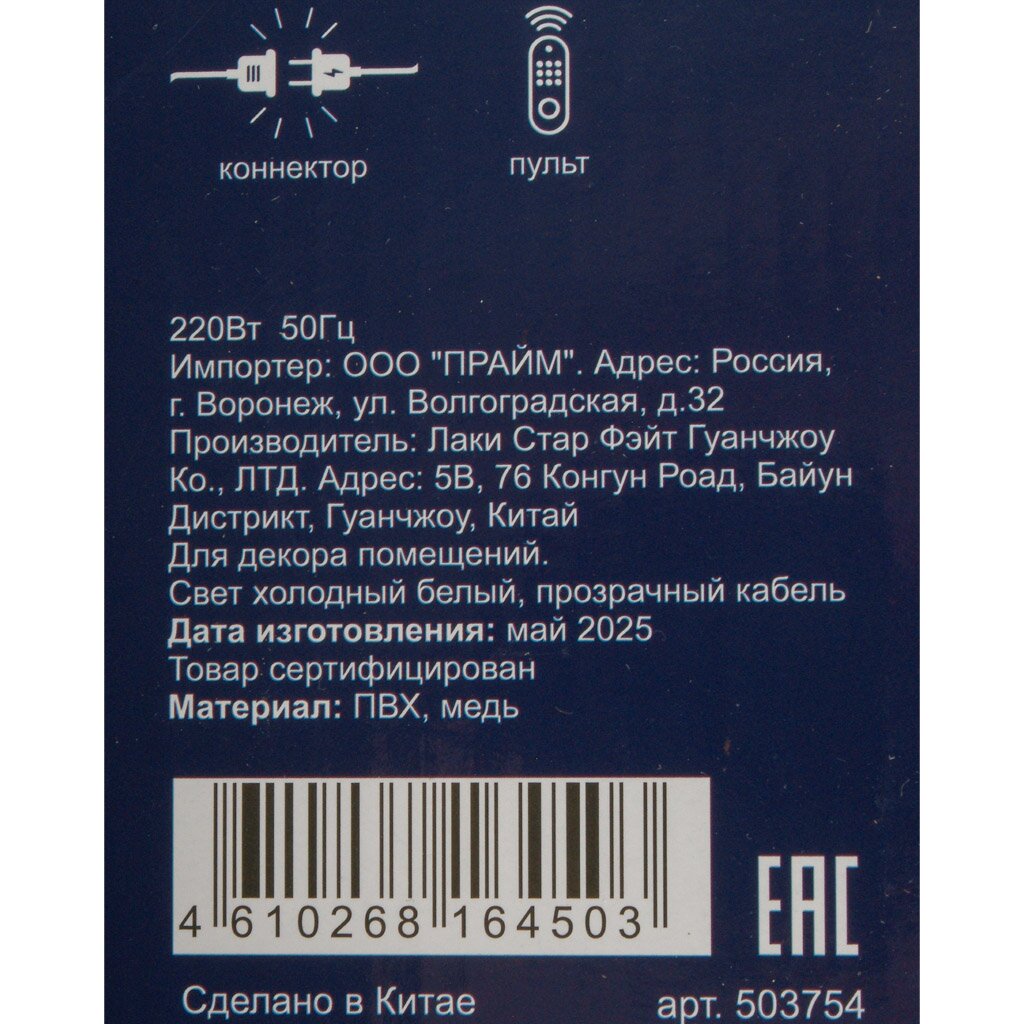 коннектор
пульт
220Вт 50Гц
Импортер: ООО "ПРАЙМ". Адрес: Россия,
г. Воронеж, ул. Волгоградская, д.32
Производитель: Лаки Стар Фэйт Гуанчжоу
Ко., ЛТД. Адрес: 5В, 76 Конгун Роад, Байун
Дистрикт, Гуанчжоу, Китай
Для декора помещений.
Свет холодный белый, прозрачный кабель
Дата изготовления: май 2025
Товар сертифицирован
Материал: ПВХ, медь
4 610268 164503
EAC
Сделано в Китае
арт. 503754